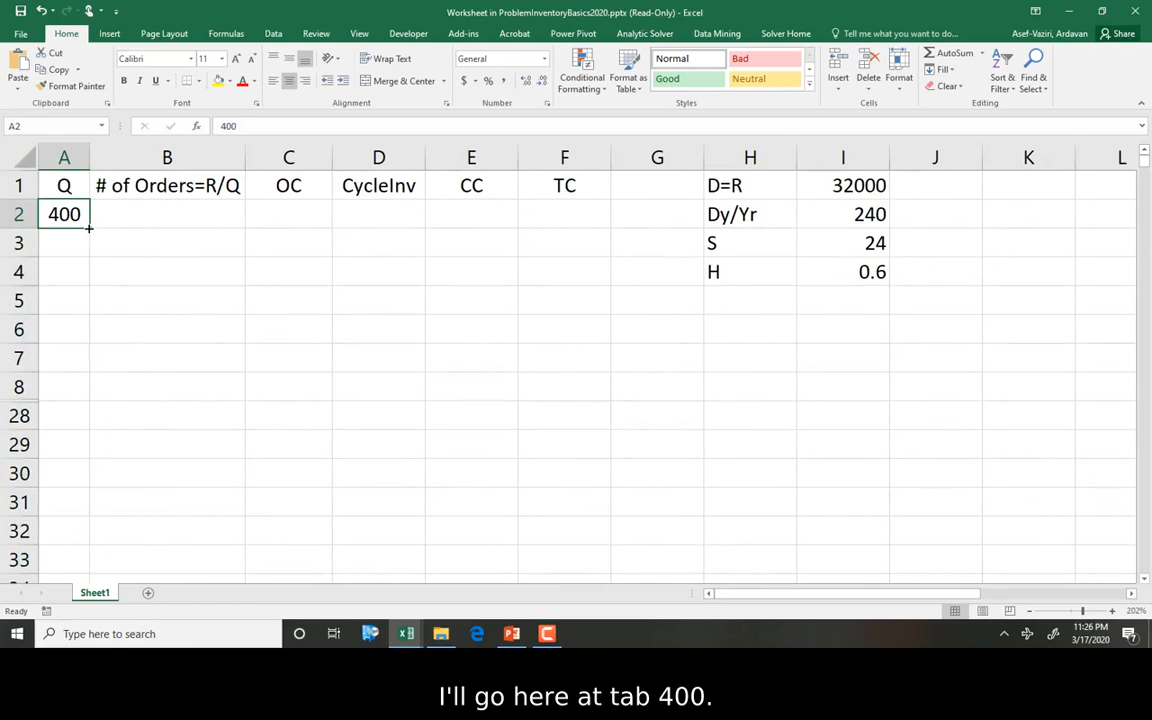 Worksheet in ProblemInventoryBasics2020.pptx (Read-Only) - Excel
File Home Insert Page Layout Formulas Data Review View Developer Add-ins Acrobat Power Pivot Analytic Solver Data Mining Solver Home Tell me what you want to do... Asef-Vaziri, Ardavan Share
Paste Cut Copy Format Painter Clipboard
Calibri 11 B I U A A A Font
Wrap Text Merge & Center Alignment
General $ % , Number
Conditional Formatting Format as Table Normal Bad Good Neutral Styles
Insert Delete Format Cells
AutoSum Fill Clear Sort & Filter Find & Select Editing
A2 fx 400
A B C D E F G H I J K L
1 Q # of Orders=R/Q OC CycleInv CC TC D=R 32000
2 400 Dy/Yr 240
3 S 24
4 H 0.6
5
6
7
8
28
29
30
31
32
33
Sheet1
Ready 202%
Type here to search 11:26 PM
3/17/2020
I'll go here at tab 400.